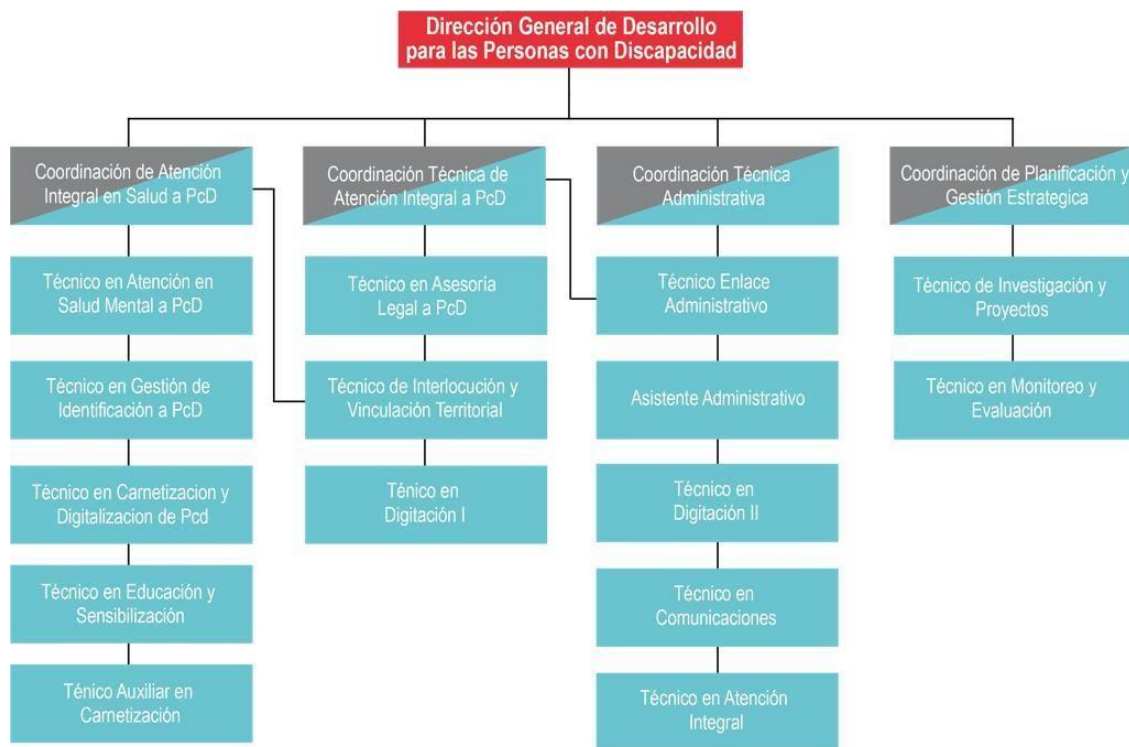 Dirección General de Desarrollo
para las Personas con Discapacidad
Coordinación de Atención
Integral en Salud a PcD
Técnico en Atención en
Salud Mental a PcD
Técnico en Gestión de
Identificación a PcD
Técnico en Carnetizacion y
Digitalizacion de Pcd
Técnico en Educación y
Sensibilización
Ténico Auxiliar en
Carnetización
Coordinación Técnica de
Atención Integral a PcD
Técnico en Asesoría
Legal a PcD
Técnico de Interlocución y
Vinculación Territorial
Ténico en
Digitación I
Coordinación Técnica
Administrativa
Técnico Enlace
Administrativo
Asistente Administrativo
Técnico en
Digitación II
Técnico en
Comunicaciones
Técnico en Atención
Integral
Coordinación de Planificación y
Gestión Estrategica
Técnico de Investigación y
Proyectos
Técnico en Monitoreo y
Evaluación